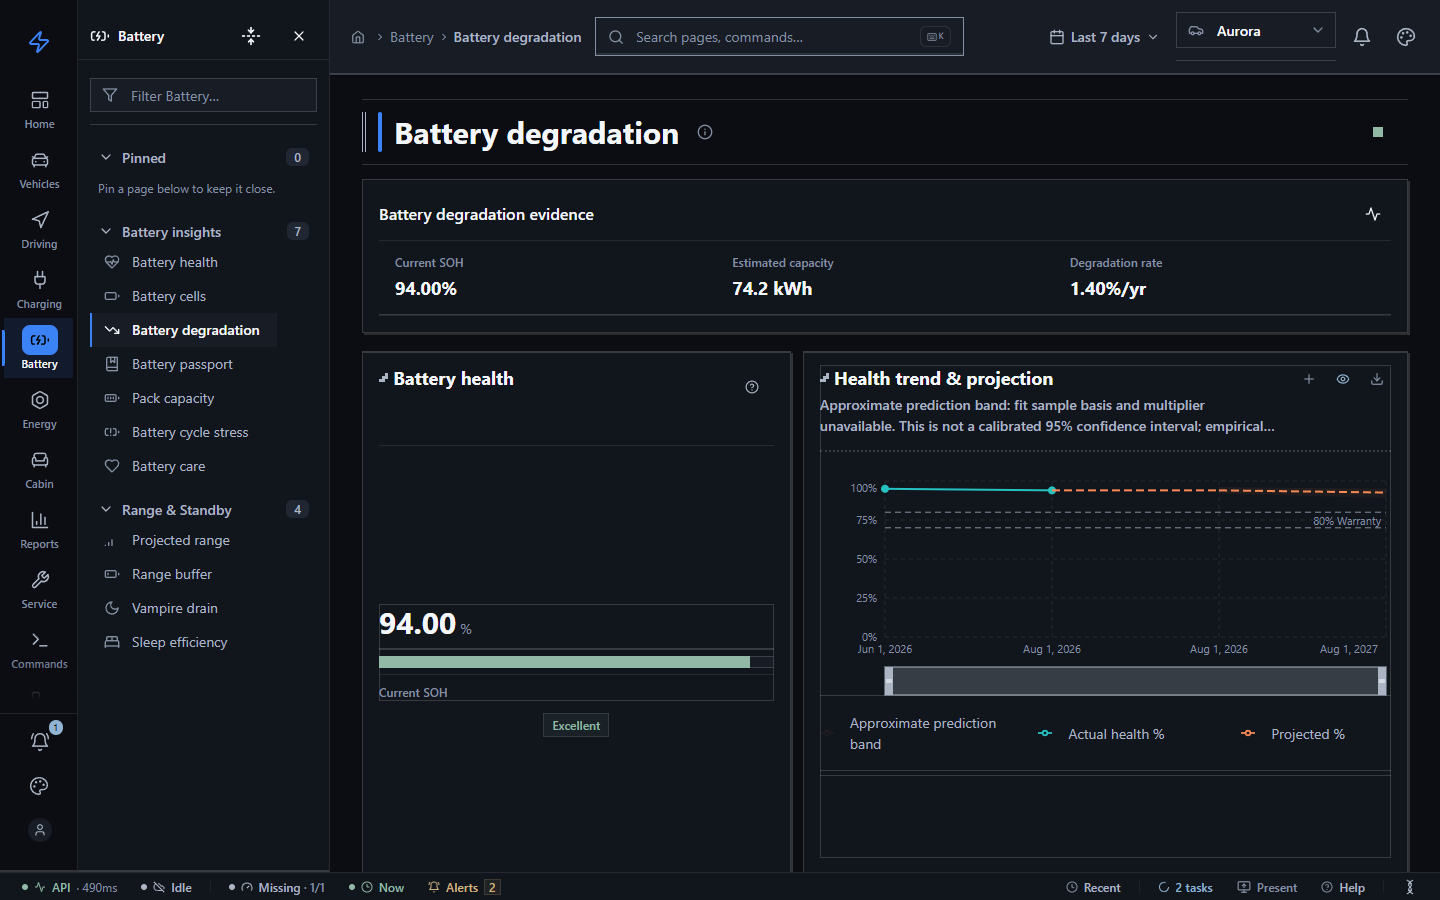 Home
Vehicles
Driving
Charging
Battery
Energy
Cabin
Reports
Service
Commands
1
Battery
Filter Battery...
Pinned 0
Pin a page below to keep it close.
Battery insights 7
Battery health
Battery cells
Battery degradation
Battery passport
Pack capacity
Battery cycle stress
Battery care
Range & Standby 4
Projected range
Range buffer
Vampire drain
Sleep efficiency
Battery Battery degradation
Search pages, commands... K
Last 7 days
Aurora
Battery degradation
Battery degradation evidence
Current SOH Estimated capacity Degradation rate
94.00% 74.2 kWh 1.40%/yr
Battery health
94.00 %
Current SOH
Excellent
Health trend & projection
Approximate prediction band: fit sample basis and multiplier
unavailable. This is not a calibrated 95% confidence interval; empirical...
100%
75%
80% Warranty
50%
25%
0%
Jun 1, 2026 Aug 1, 2026 Aug 1, 2026 Aug 1, 2027
Approximate prediction
band
Actual health %
Projected %
API · 490ms Idle Missing · 1/1 Now Alerts 2 Recent 2 tasks Present Help